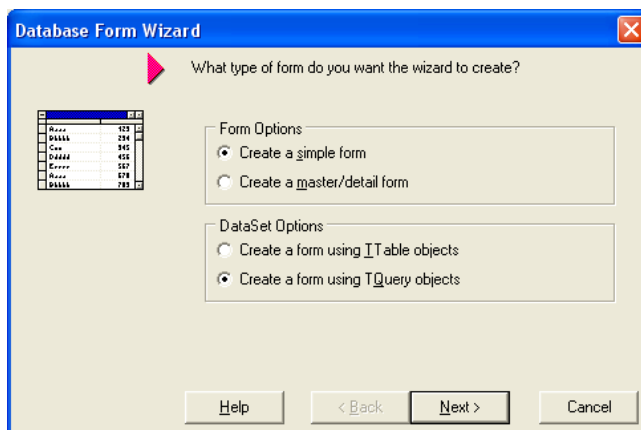 Database Form Wizard
What type of form do you want the wizard to create?
Form Options
Create a simple form
Create a master/detail form
DataSet Options
Create a form using TTable objects
Create a form using TQuery objects
Help
< Back
Next >
Cancel